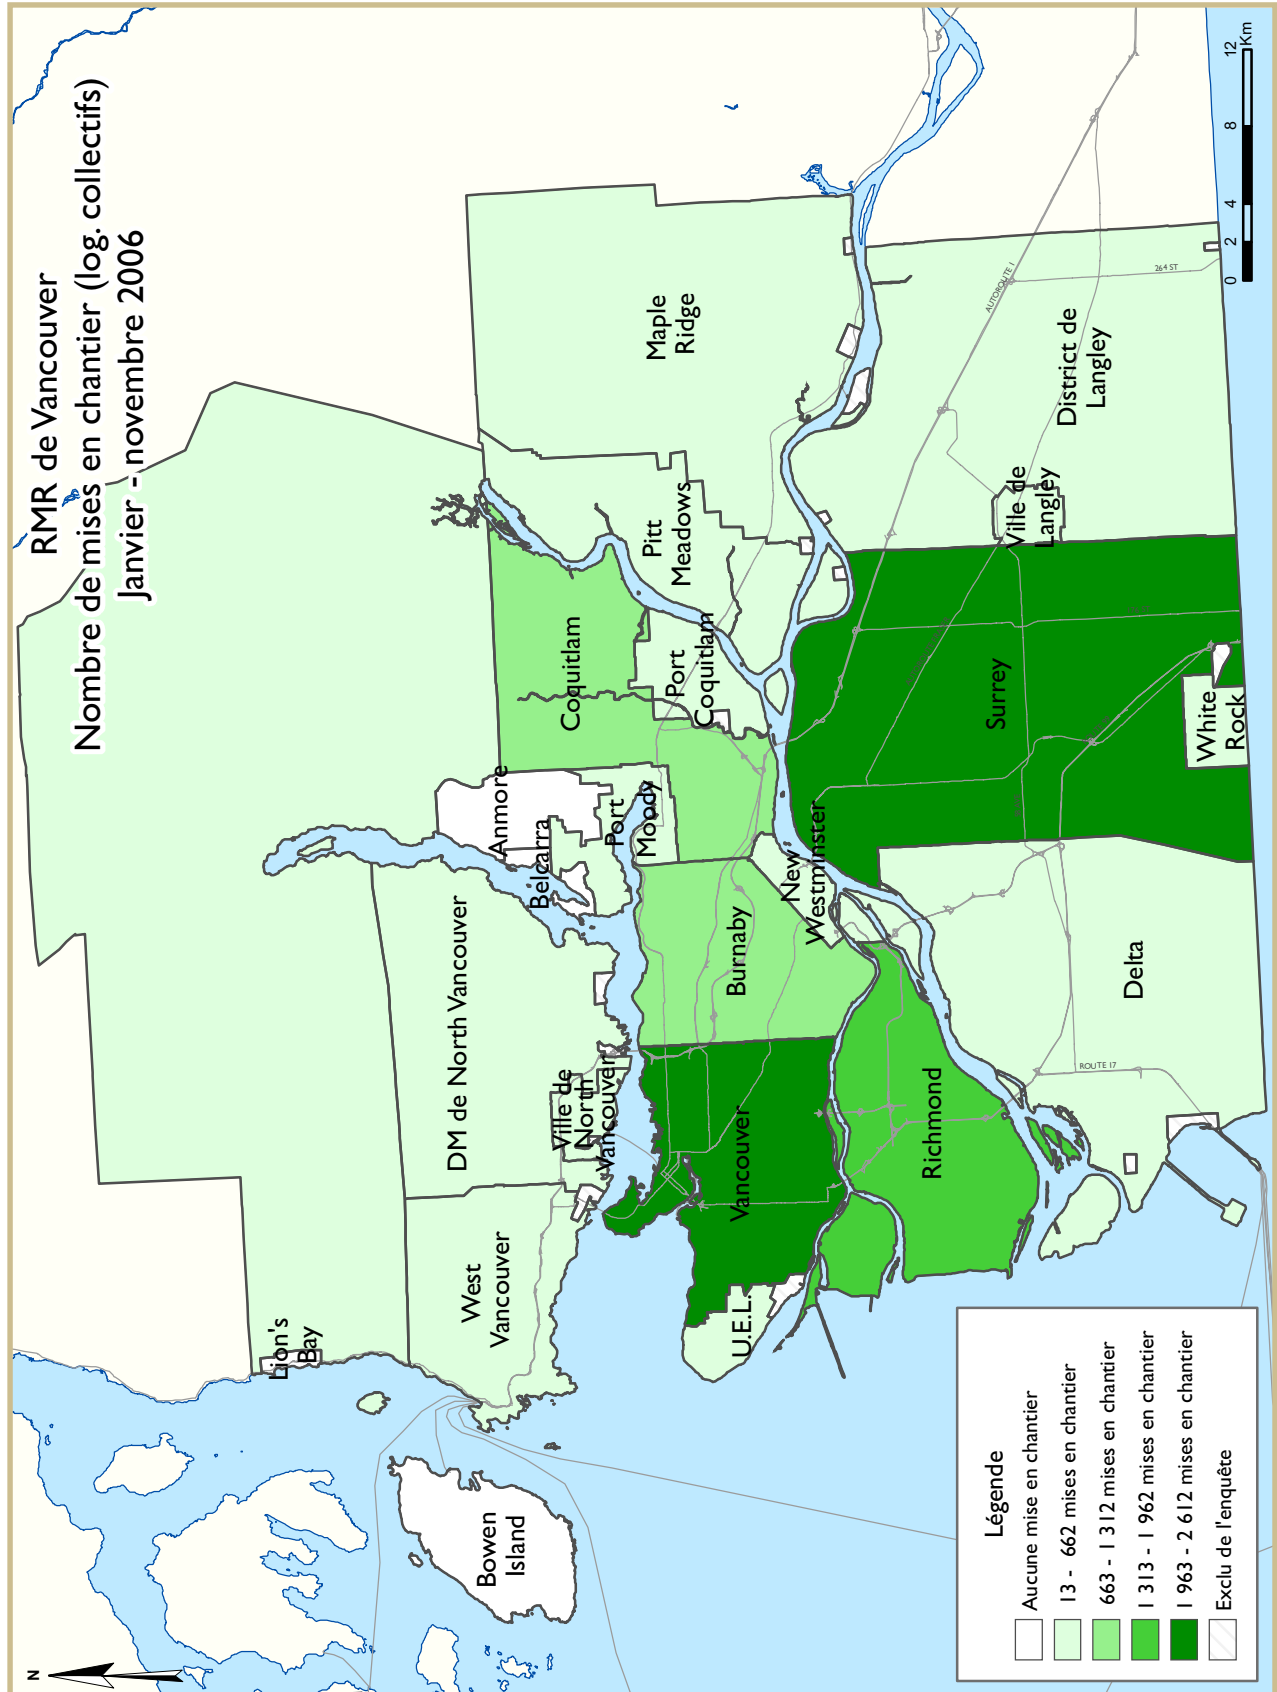 RMR de Vancouver
Nombre de mises en chantier (log. collectifs)
Janvier - novembre 2006
N
Lion's
Bay
Bowen
Island
West
Vancouver
DM de North Vancouver
Ville de
North
Vancouver
Belcarra
Anmore
Port
Moody
Coquitlam
Port
Coquitlam
Pitt
Meadows
Maple
Ridge
U.E.L.
Vancouver
Burnaby
New
Westminster
Richmond
Delta
Surrey
White
Rock
Ville de
Langley
District de
Langley
AUTOROUTE 1
264 ST
ROUTE 17
Légende
Aucune mise en chantier
13 - 662 mises en chantier
663 - 1 312 mises en chantier
1 313 - 1 962 mises en chantier
1 963 - 2 612 mises en chantier
Exclu de l'enquête
0 2 4 8 12
Km